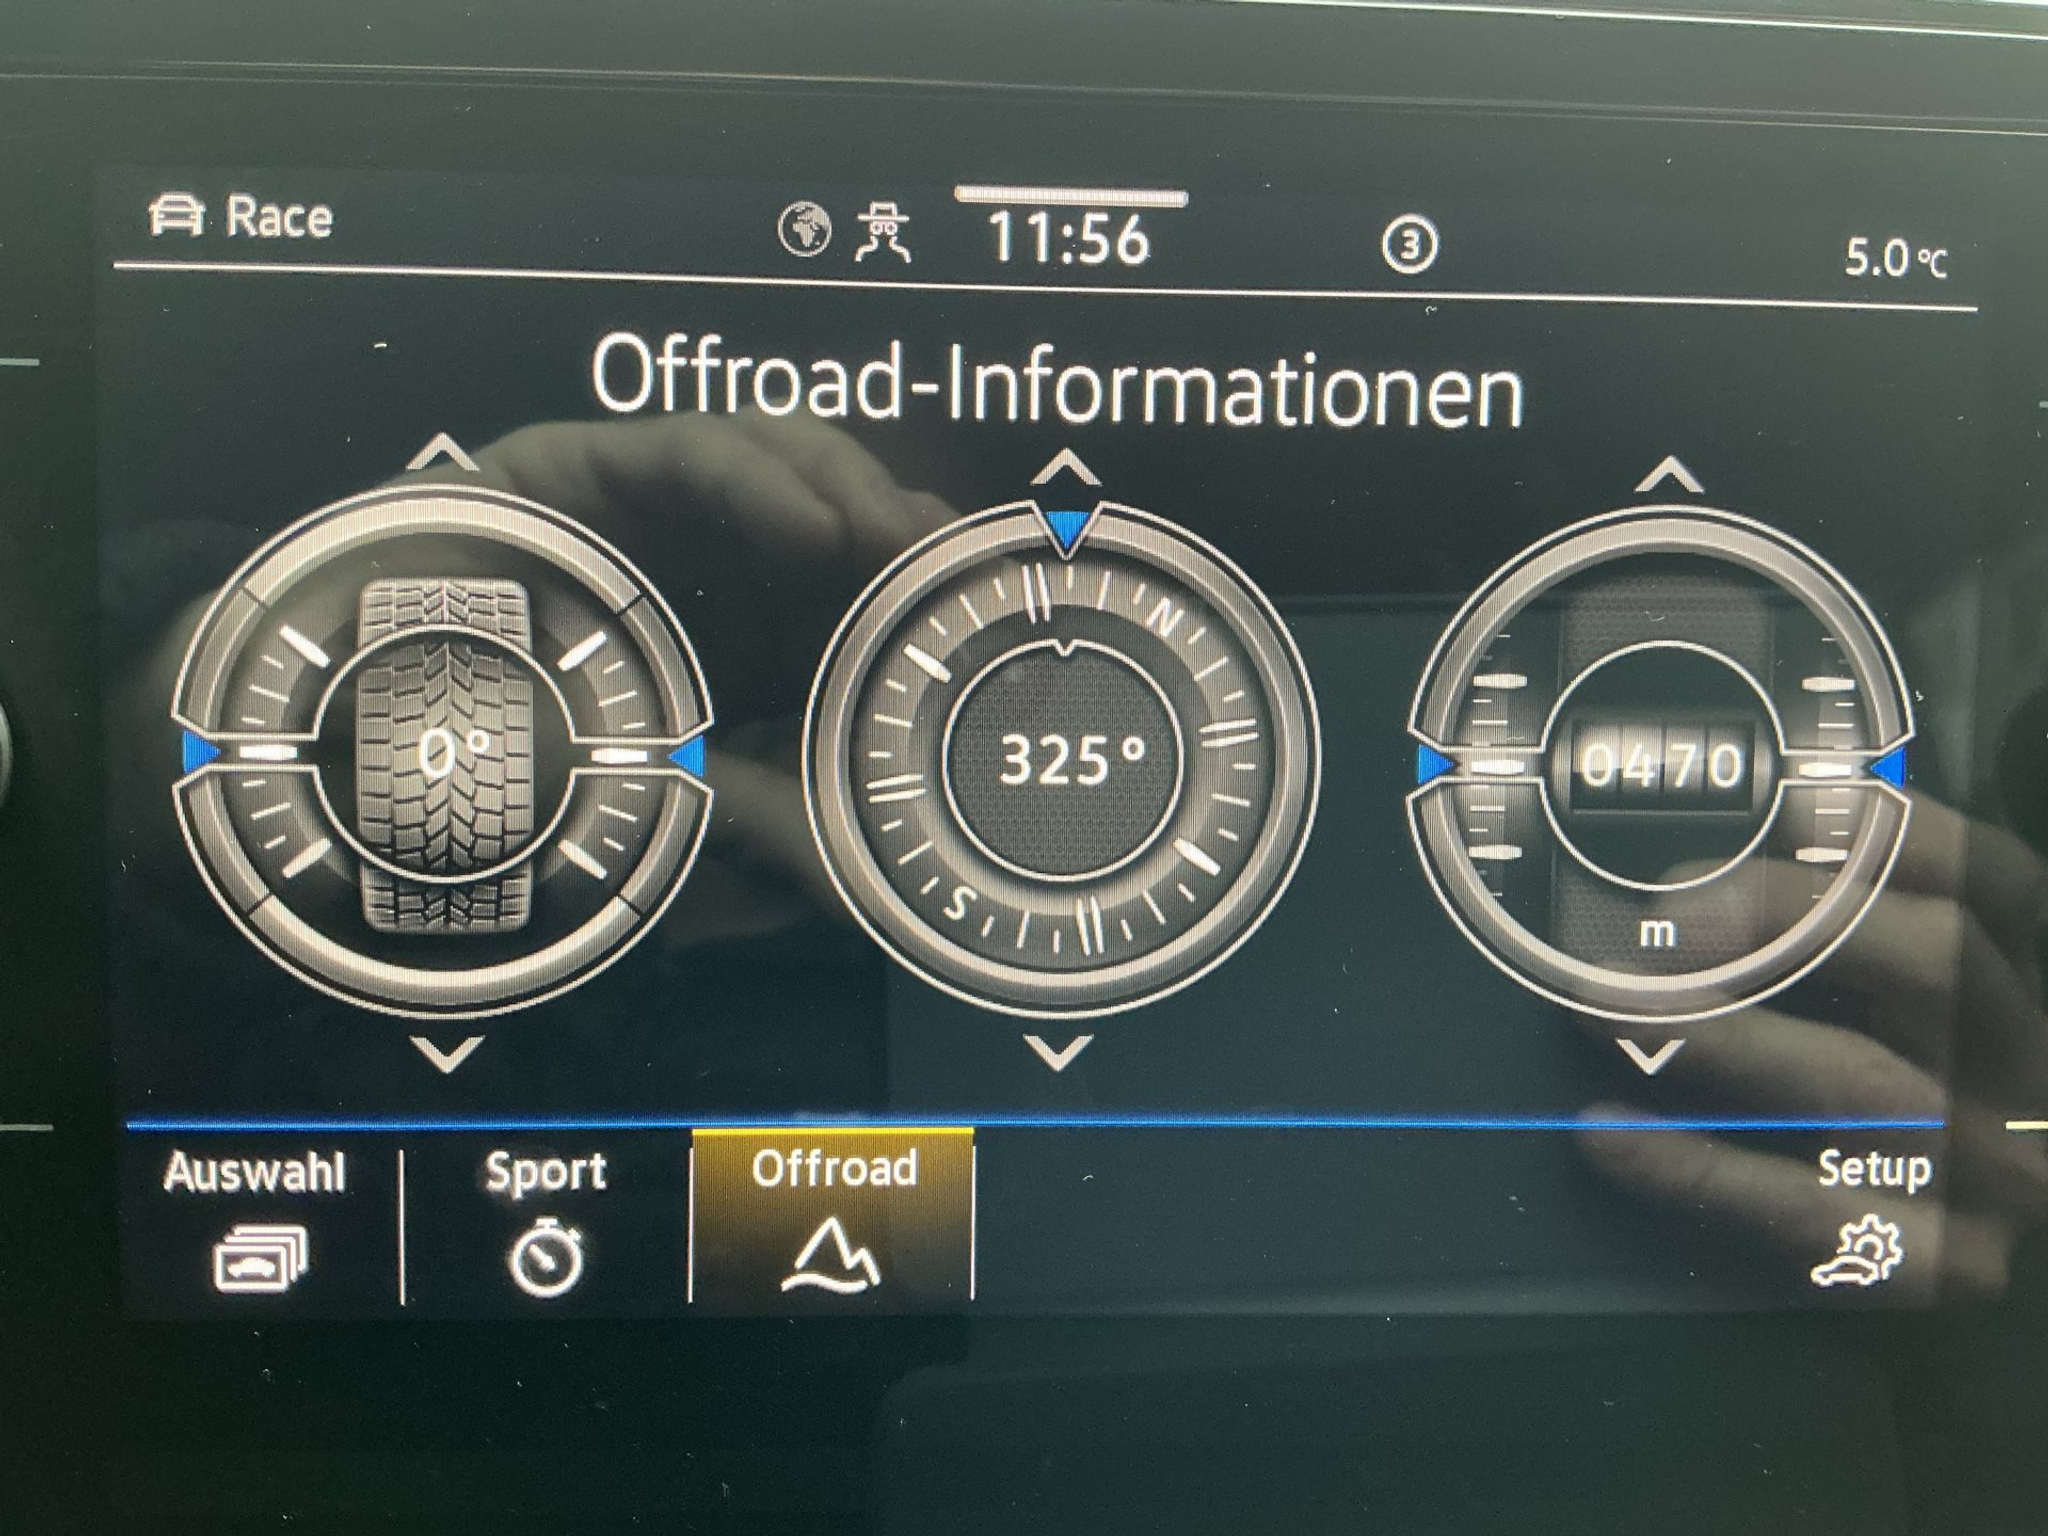 Race 11:56 3 5.0 °C
Offroad-Informationen
0° 325° 0470
N
S
m
Auswahl Sport Offroad Setup